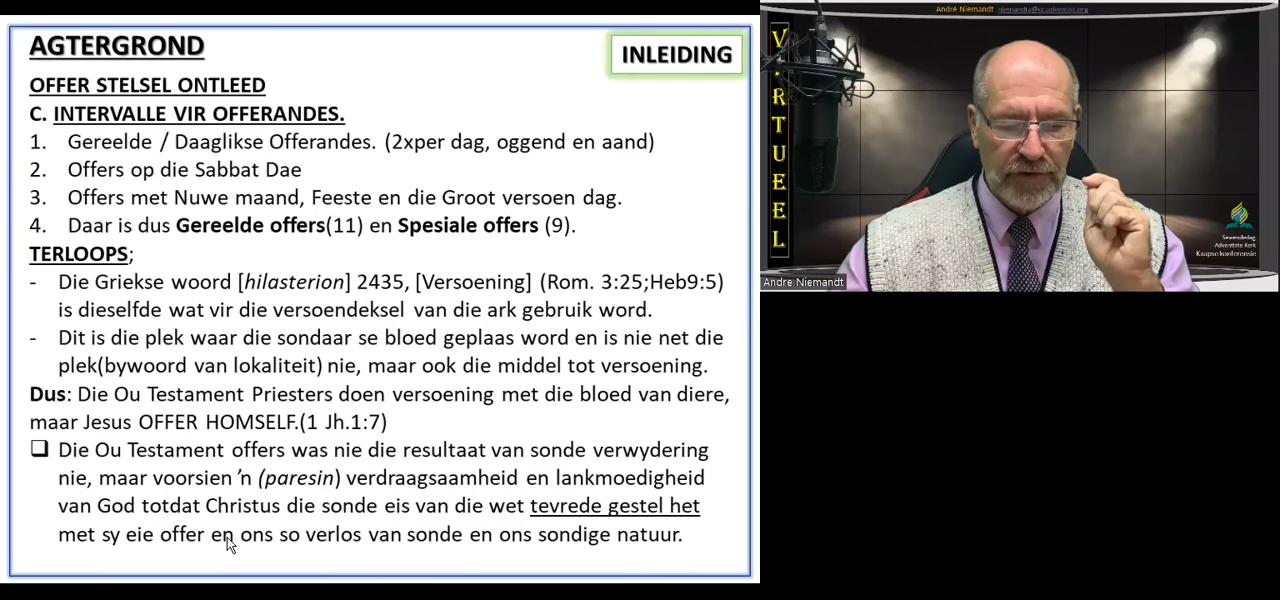 AGTERGROND
INLEIDING
OFFER STELSEL ONTLEED
C. INTERVALLE VIR OFFERANDES.
1. Gereelde / Daaglikse Offerandes. (2xper dag, oggend en aand)
2. Offers op die Sabbat Dae
3. Offers met Nuwe maand, Feeste en die Groot versoen dag.
4. Daar is dus Gereelde offers(11) en Spesiale offers (9).
TERLOOPS;
- Die Griekse woord [hilasterion] 2435, [Versoening] (Rom. 3:25;Heb9:5)
is dieselfde wat vir die versoendeksel van die ark gebruik word.
- Dit is die plek waar die sondaar se bloed geplaas word en is nie net die
plek(bywoord van lokaliteit) nie, maar ook die middel tot versoening.
Dus: Die Ou Testament Priesters doen versoening met die bloed van diere,
maar Jesus OFFER HOMSELF.(1 Jh.1:7)
❑ Die Ou Testament offers was nie die resultaat van sonde verwydering
nie, maar voorsien 'n (paresin) verdraagsaamheid en lankmoedigheid
van God totdat Christus die sonde eis van die wet tevrede gestel het
met sy eie offer en ons so verlos van sonde en ons sondige natuur.
André Niemandt niemandta@cc.adventist.org
VIRTUEEL
Sewendedag
Adventiste Kerk
Kaapse konferensie
Andre Niemandt